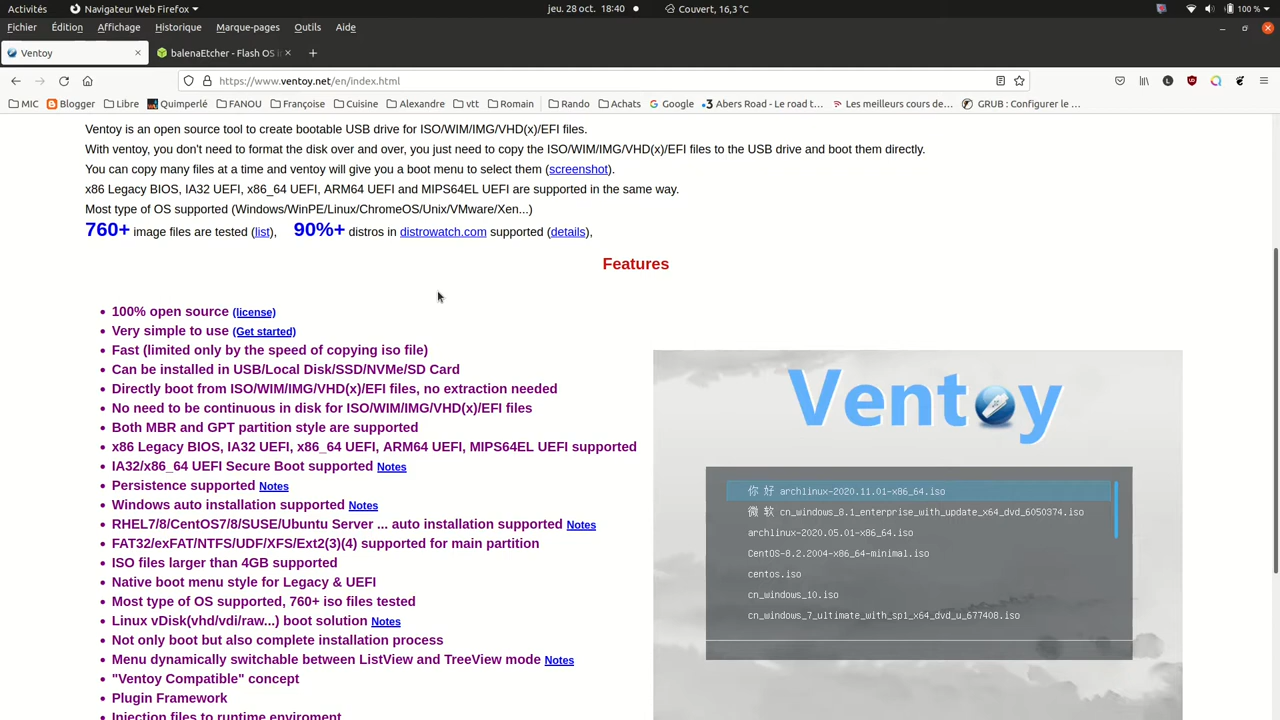 Activités Navigateur Web Firefox jeu. 28 oct. 18:40 Couvert, 16,3 °C 100 %
Fichier Édition Affichage Historique Marque-pages Outils Aide
Ventoy balenaEtcher - Flash OS i
https://www.ventoy.net/en/index.html
MIC Blogger Libre Quimperlé FANOU Françoise Cuisine Alexandre vtt Romain Rando Achats Google Abers Road - Le road t… Les meilleurs cours de… GRUB : Configurer le …
Ventoy is an open source tool to create bootable USB drive for ISO/WIM/IMG/VHD(x)/EFI files.
With ventoy, you don't need to format the disk over and over, you just need to copy the ISO/WIM/IMG/VHD(x)/EFI files to the USB drive and boot them directly.
You can copy many files at a time and ventoy will give you a boot menu to select them (screenshot).
x86 Legacy BIOS, IA32 UEFI, x86_64 UEFI, ARM64 UEFI and MIPS64EL UEFI are supported in the same way.
Most type of OS supported (Windows/WinPE/Linux/ChromeOS/Unix/VMware/Xen...)
760+ image files are tested (list), 90%+ distros in distrowatch.com supported (details),
Features
100% open source (license)
Very simple to use (Get started)
Fast (limited only by the speed of copying iso file)
Can be installed in USB/Local Disk/SSD/NVMe/SD Card
Directly boot from ISO/WIM/IMG/VHD(x)/EFI files, no extraction needed
No need to be continuous in disk for ISO/WIM/IMG/VHD(x)/EFI files
Both MBR and GPT partition style are supported
x86 Legacy BIOS, IA32 UEFI, x86_64 UEFI, ARM64 UEFI, MIPS64EL UEFI supported
IA32/x86_64 UEFI Secure Boot supported Notes
Persistence supported Notes
Windows auto installation supported Notes
RHEL7/8/CentOS7/8/SUSE/Ubuntu Server ... auto installation supported Notes
FAT32/exFAT/NTFS/UDF/XFS/Ext2(3)(4) supported for main partition
ISO files larger than 4GB supported
Native boot menu style for Legacy & UEFI
Most type of OS supported, 760+ iso files tested
Linux vDisk(vhd/vdi/raw...) boot solution Notes
Not only boot but also complete installation process
Menu dynamically switchable between ListView and TreeView mode Notes
"Ventoy Compatible" concept
Plugin Framework
Injection files to runtime enviroment
Ventoy
你 好 archlinux-2020.11.01-x86_64.iso
微 软 cn_windows_8.1_enterprise_with_update_x64_dvd_6050374.iso
archlinux-2020.05.01-x86_64.iso
CentOS-8.2.2004-x86_64-minimal.iso
centos.iso
cn_windows_10.iso
cn_windows_7_ultimate_with_sp1_x64_dvd_u_677408.iso